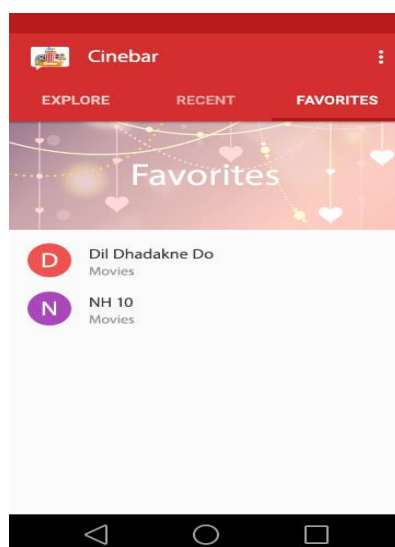 Cinebar
EXPLORE RECENT FAVORITES
Favorites
D
Dil Dhadakne Do
Movies
N
NH 10
Movies